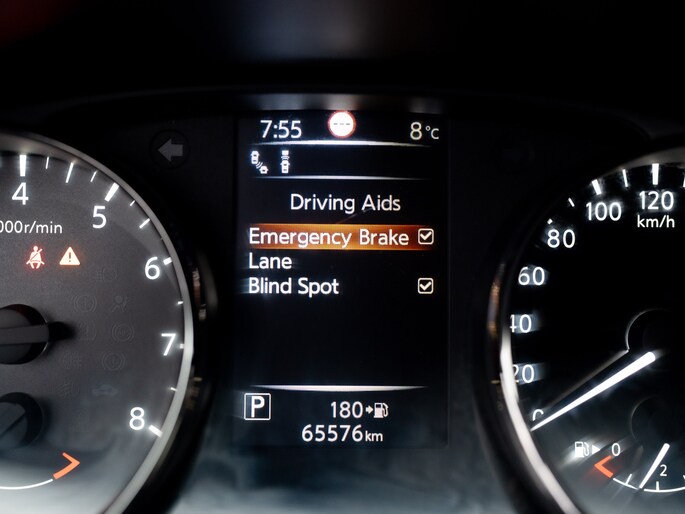 7:55 --- 8°C
Driving Aids
Emergency Brake
Lane
Blind Spot
P 180
65576km
4
5
6
7
8
000r/min
120
100
80
60
40
20
0
km/h
0
2